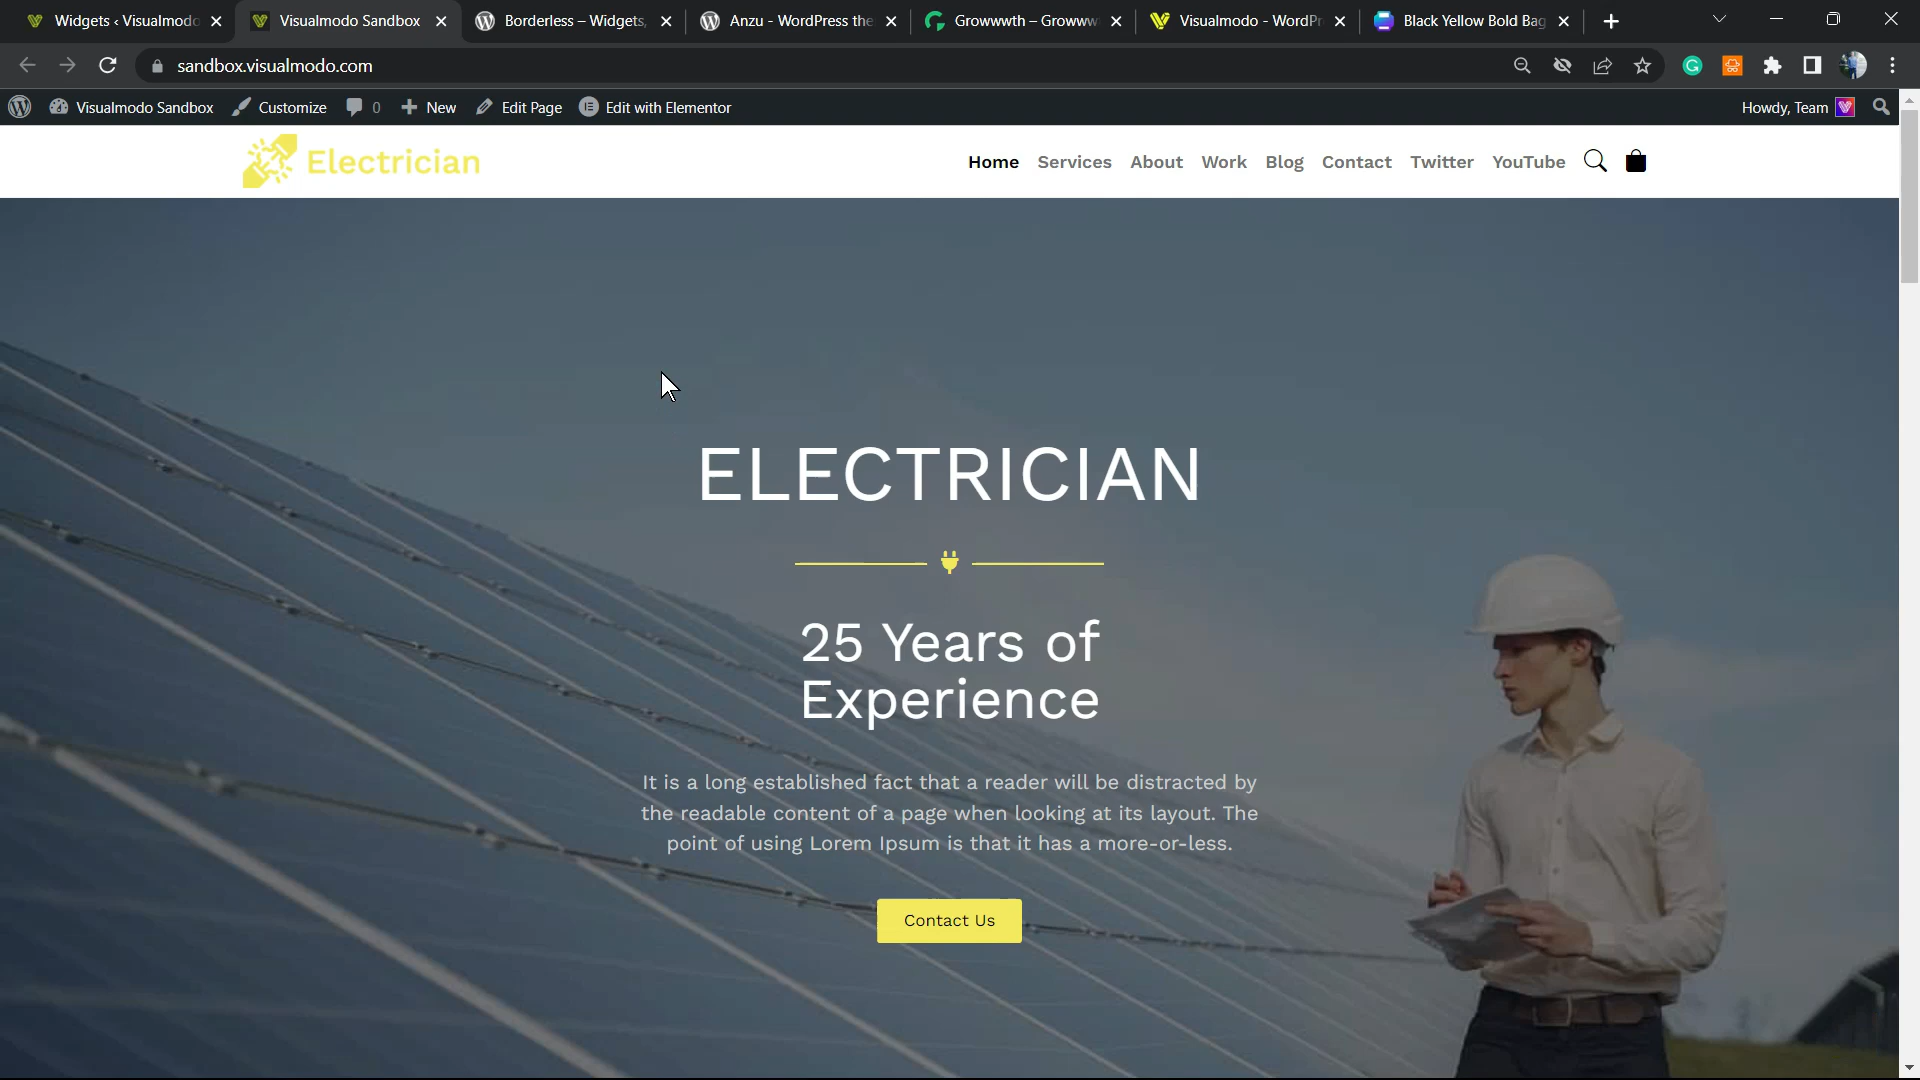 Widgets ‹ Visualmodo
Visualmodo Sandbox
Borderless – Widgets,
Anzu - WordPress the
Growwwth – Growww
Visualmodo - WordPr
Black Yellow Bold Bag
sandbox.visualmodo.com
Visualmodo Sandbox
Customize
0
New
Edit Page
Edit with Elementor
Howdy, Team
Electrician
Home
Services
About
Work
Blog
Contact
Twitter
YouTube
ELECTRICIAN
25 Years of
Experience
It is a long established fact that a reader will be distracted by
the readable content of a page when looking at its layout. The
point of using Lorem Ipsum is that it has a more-or-less.
Contact Us